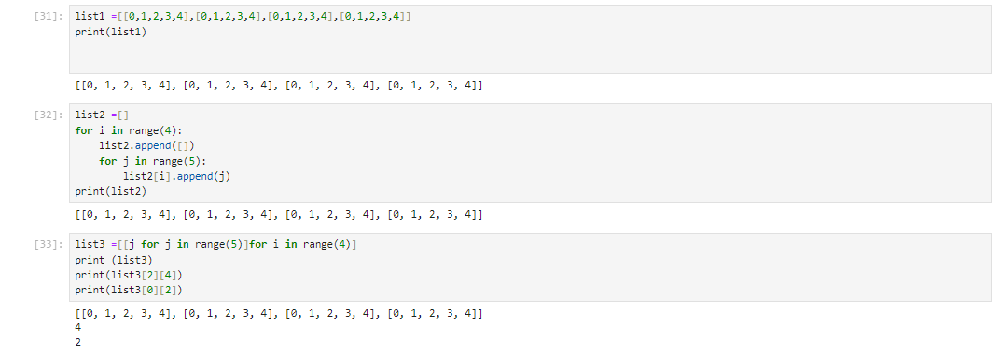 [31]: list1 =[[0,1,2,3,4],[0,1,2,3,4],[0,1,2,3,4],[0,1,2,3,4]]
print(list1)
[[0, 1, 2, 3, 4], [0, 1, 2, 3, 4], [0, 1, 2, 3, 4], [0, 1, 2, 3, 4]]
[32]: list2 =[]
for i in range(4):
    list2.append([])
    for j in range(5):
        list2[i].append(j)
print(list2)
[[0, 1, 2, 3, 4], [0, 1, 2, 3, 4], [0, 1, 2, 3, 4], [0, 1, 2, 3, 4]]
[33]: list3 =[[j for j in range(5)]for i in range(4)]
print (list3)
print(list3[2][4])
print(list3[0][2])
[[0, 1, 2, 3, 4], [0, 1, 2, 3, 4], [0, 1, 2, 3, 4], [0, 1, 2, 3, 4]]
4
2